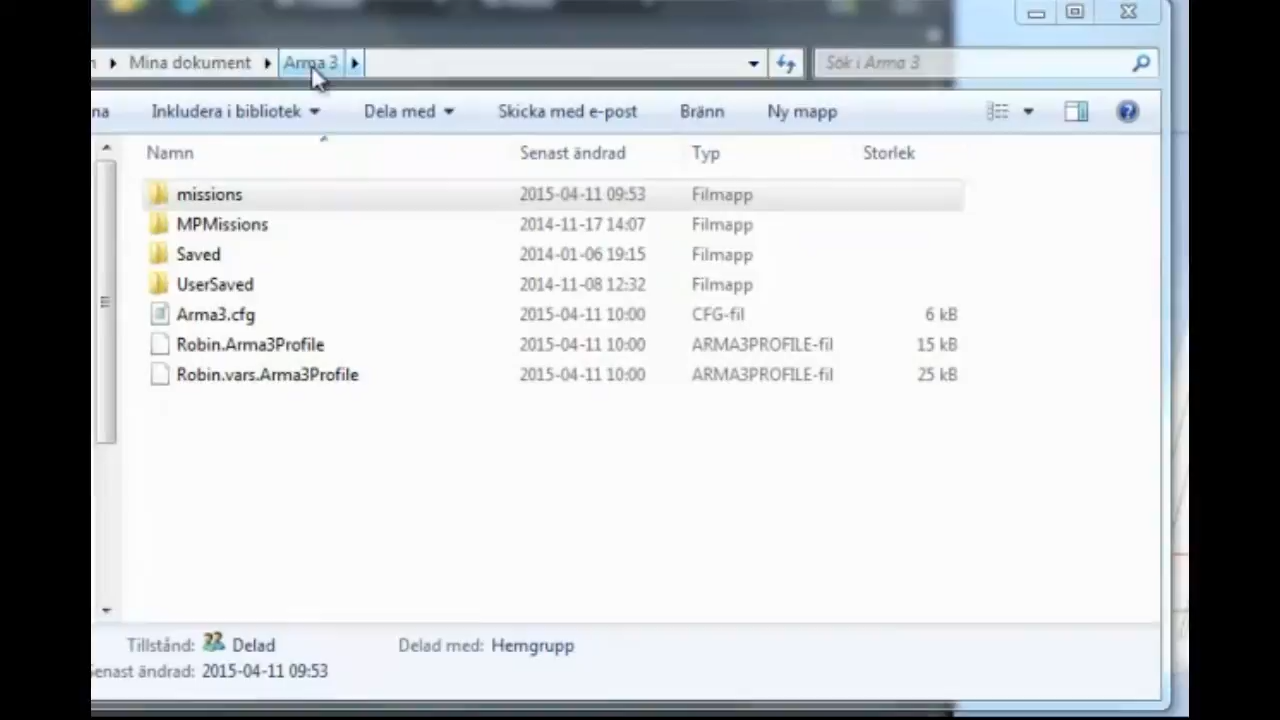 Mina dokument Arma 3 Sök i Arma 3
Inkludera i bibliotek Dela med Skicka med e-post Bränn Ny mapp
Namn Senast ändrad Typ Storlek
missions 2015-04-11 09:53 Filmapp
MPMissions 2014-11-17 14:07 Filmapp
Saved 2014-01-06 19:15 Filmapp
UserSaved 2014-11-08 12:32 Filmapp
Arma3.cfg 2015-04-11 10:00 CFG-fil 6 kB
Robin.Arma3Profile 2015-04-11 10:00 ARMA3PROFILE-fil 15 kB
Robin.vars.Arma3Profile 2015-04-11 10:00 ARMA3PROFILE-fil 25 kB
Tillstånd: Delad Delad med: Hemgrupp
Senast ändrad: 2015-04-11 09:53